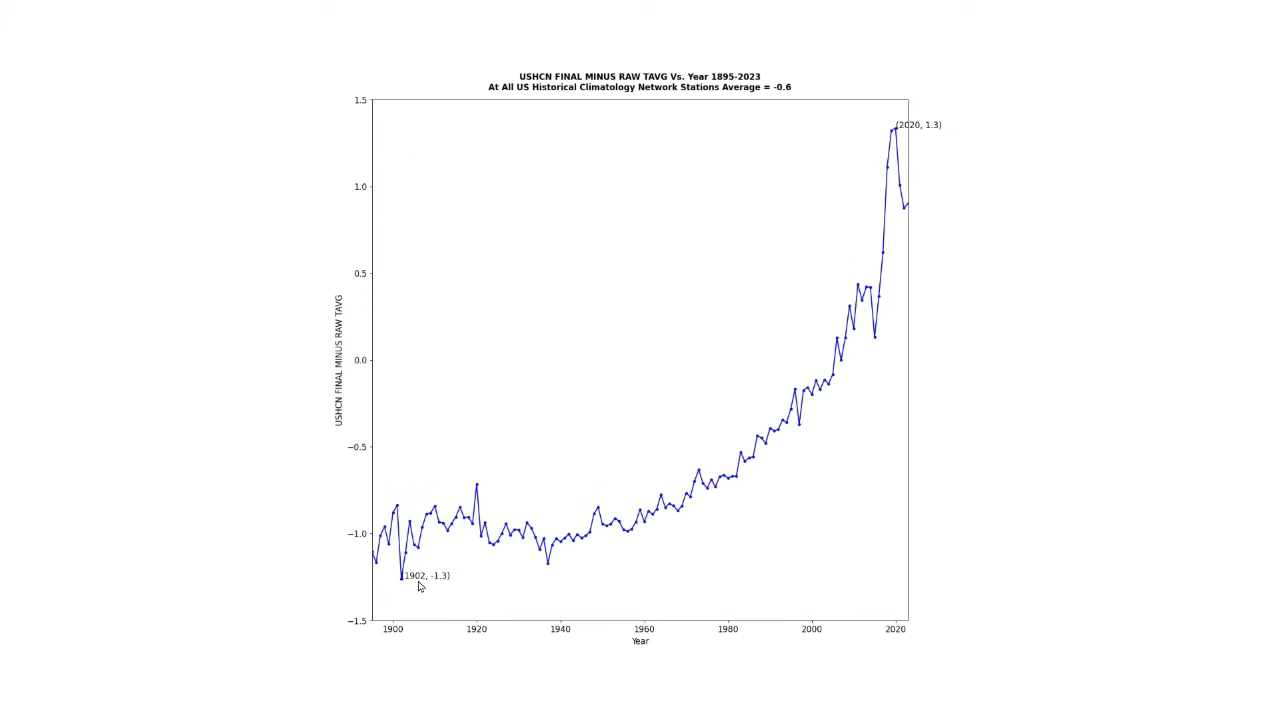 USHCN FINAL MINUS RAW TAVG Vs. Year 1895-2023
At All US Historical Climatology Network Stations Average = -0.6
1.5
(2020, 1.3)
1.0
0.5
USHCN FINAL MINUS RAW TAVG
0.0
−0.5
−1.0
(1902, -1.3)
−1.5
1900 1920 1940 1960 1980 2000 2020
Year